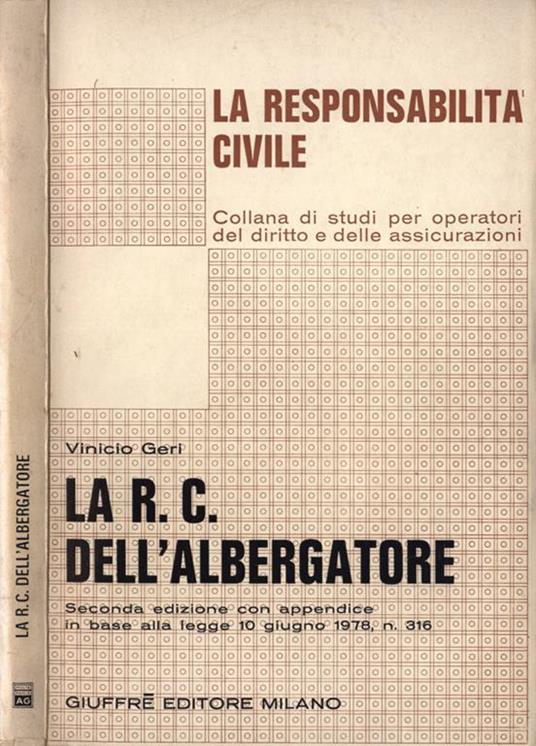 LA RESPONSABILITA'
CIVILE
Collana di studi per operatori
del diritto e delle assicurazioni
Vinicio Geri
LA R. C.
DELL'ALBERGATORE
Seconda edizione con appendice
in base alla legge 10 giugno 1978, n. 316
GIUFFRÈ EDITORE MILANO
LA R.C. DELL'ALBERGATORE
AG